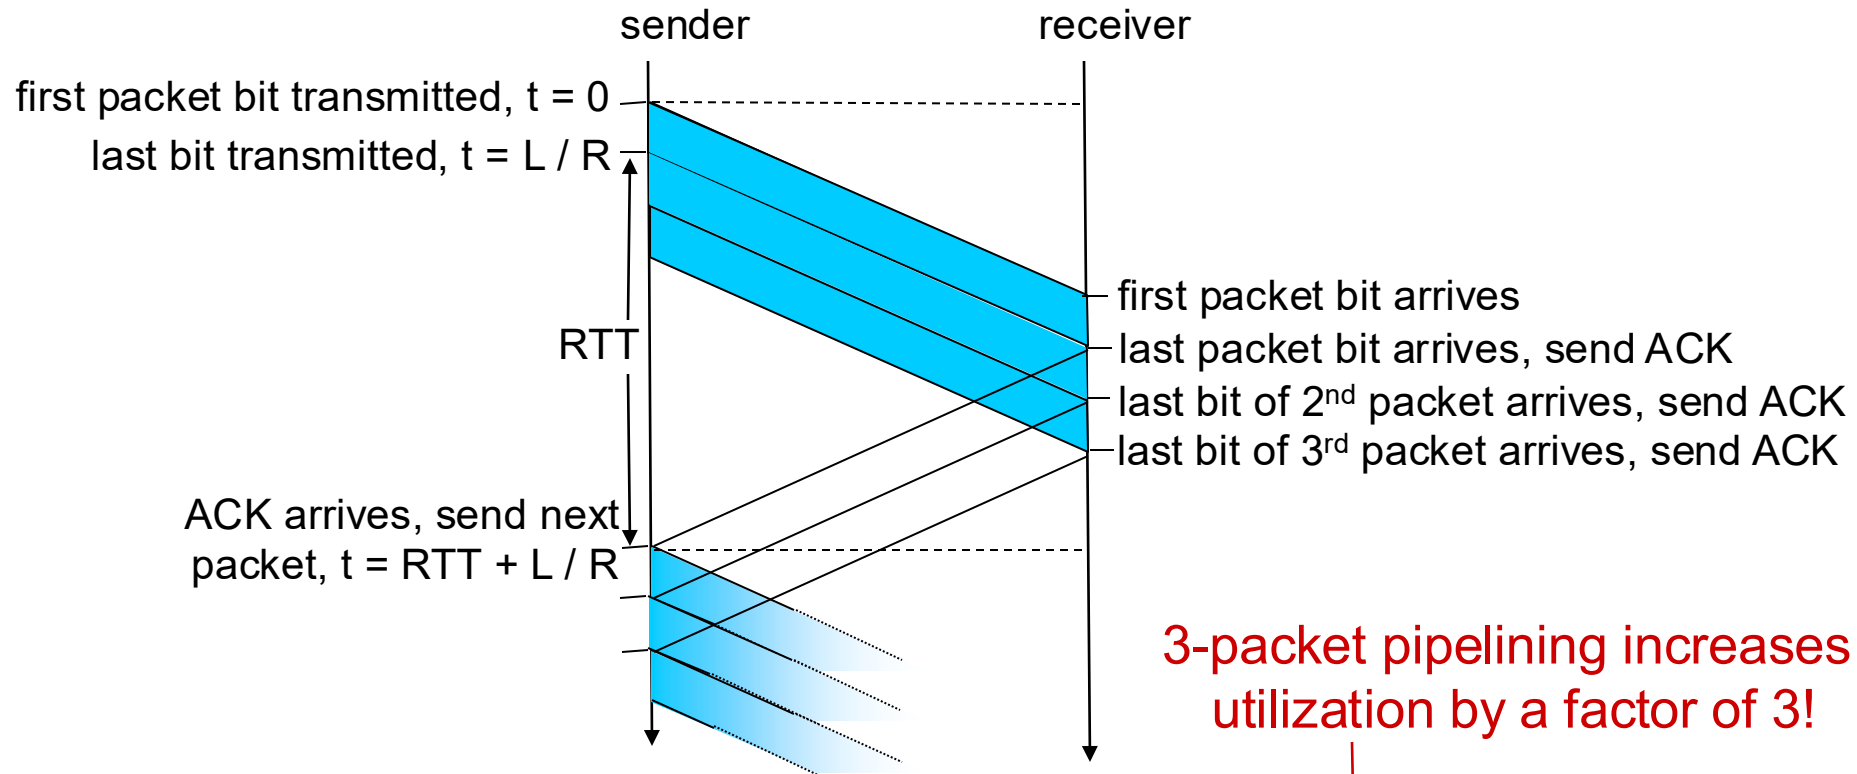 sender
receiver
first packet bit transmitted, t = 0
last bit transmitted, t = L / R
first packet bit arrives
RTT
last packet bit arrives, send ACK
last bit of 2nd packet arrives, send ACK
last bit of 3rd packet arrives, send ACK
ACK arrives, send next
packet, t = RTT + L / R
3-packet pipelining increases
utilization by a factor of 3!